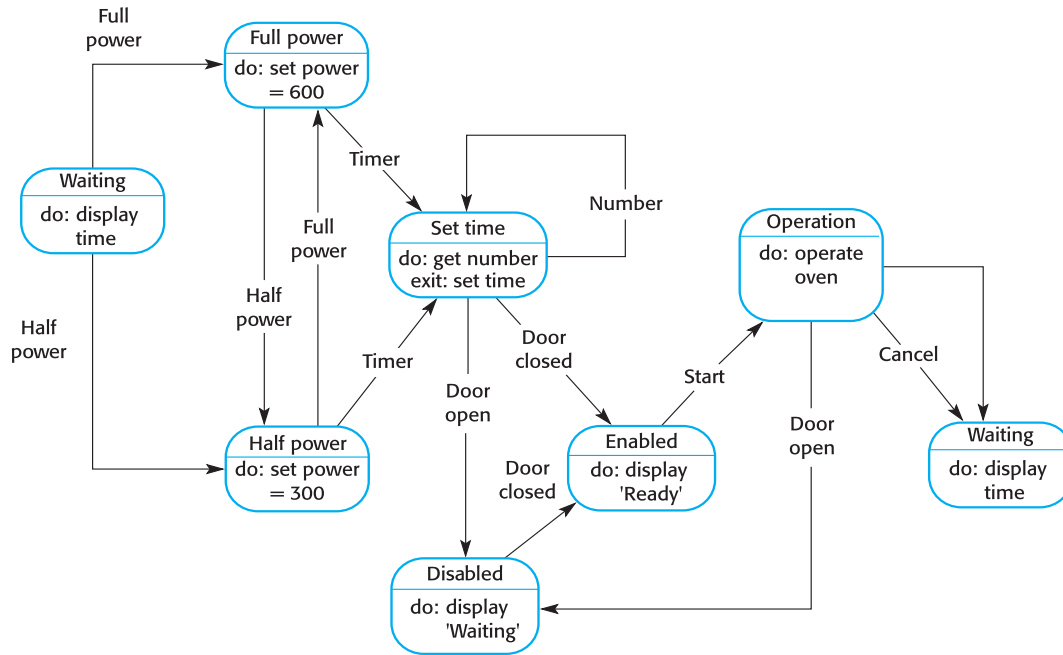 Full
power
Full power
do: set power
= 600
Timer
Waiting
do: display
time
Number
Full
power
Set time
do: get number
exit: set time
Operation
do: operate
oven
Half
power
Half
power
Timer
Door
closed
Cancel
Start
Door
open
Door
open
Half power
do: set power
= 300
Enabled
do: display
'Ready'
Waiting
do: display
time
Door
closed
Disabled
do: display
'Waiting'